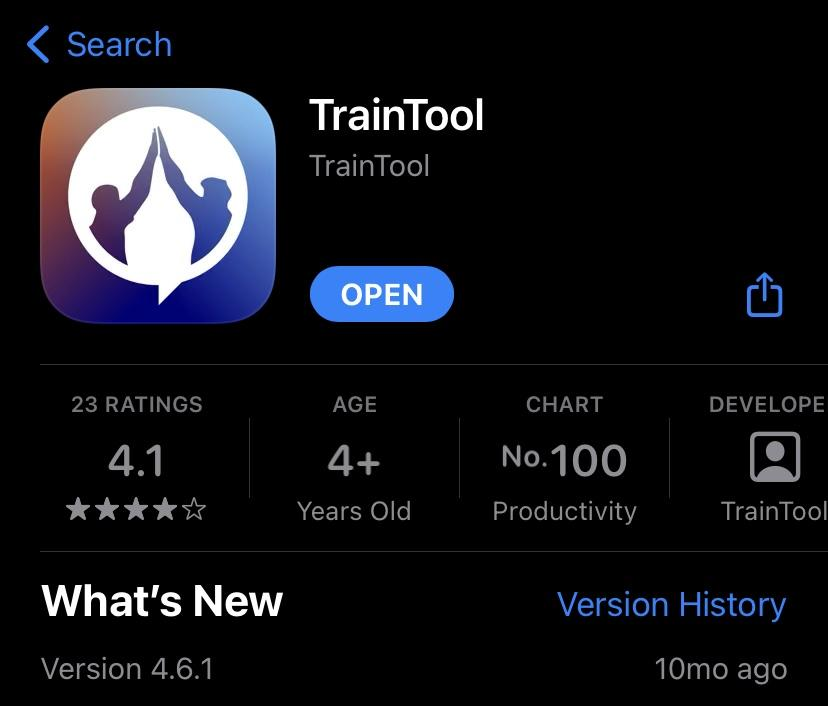 Search
TrainTool
TrainTool
OPEN
23 RATINGS
4.1
AGE
4+
Years Old
CHART
No.100
Productivity
DEVELOPE
TrainTool
What's New
Version History
Version 4.6.1
10mo ago